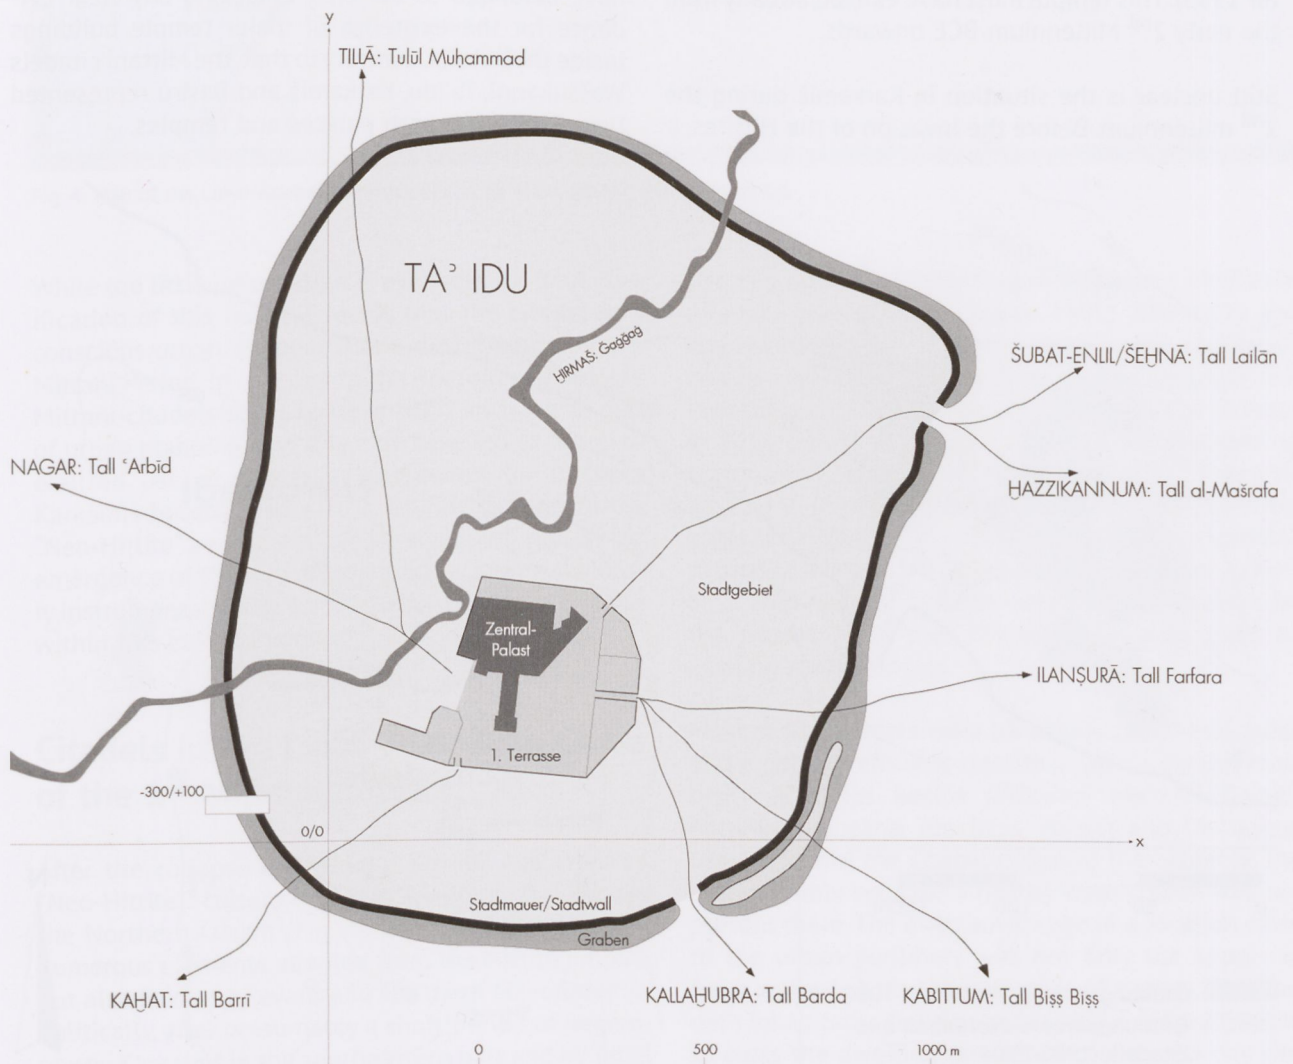 y
TILLĀ: Tulūl Muḥammad
TAʾ IDU
ḪIRMAŠ: Ǧaġǧaġ
ŠUBAT-ENLIL/ŠEḪNĀ: Tall Lailān
NAGAR: Tall ʿArbīd
ḪAZZIKANNUM: Tall al-Mašrafa
Stadtgebiet
Zentral-
Palast
ILANṢURĀ: Tall Farfara
1. Terrasse
-300/+100
0/0
x
Stadtmauer/Stadtwall
Graben
KAḪAT: Tall Barrī
KALLAḪUBRA: Tall Barda
KABITTUM: Tall Biṣṣ Biṣṣ
0 500 1000 m